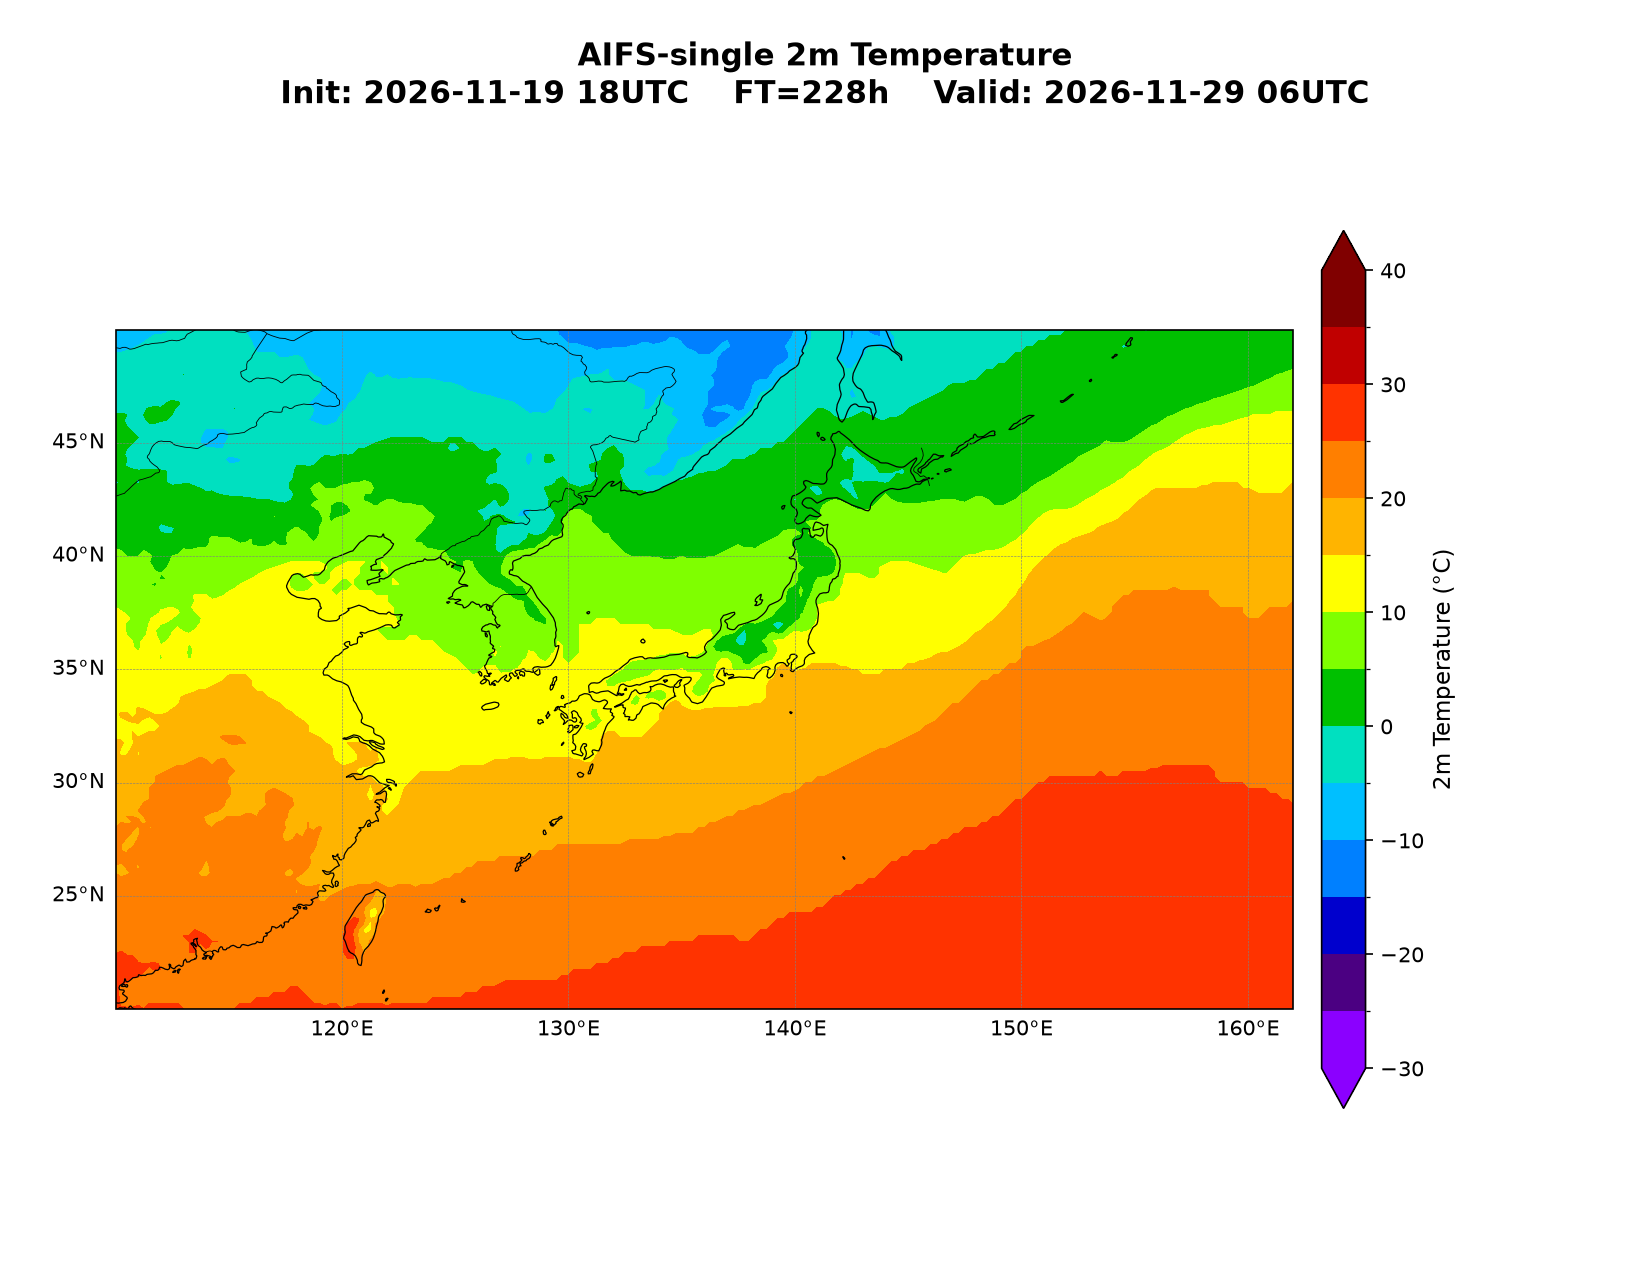 AIFS-single 2m Temperature
Init: 2026-11-19 18UTC    FT=228h    Valid: 2026-11-29 06UTC
45°N
40°N
35°N
30°N
25°N
120°E
130°E
140°E
150°E
160°E
40
30
20
10
0
−10
−20
−30
2m Temperature (°C)